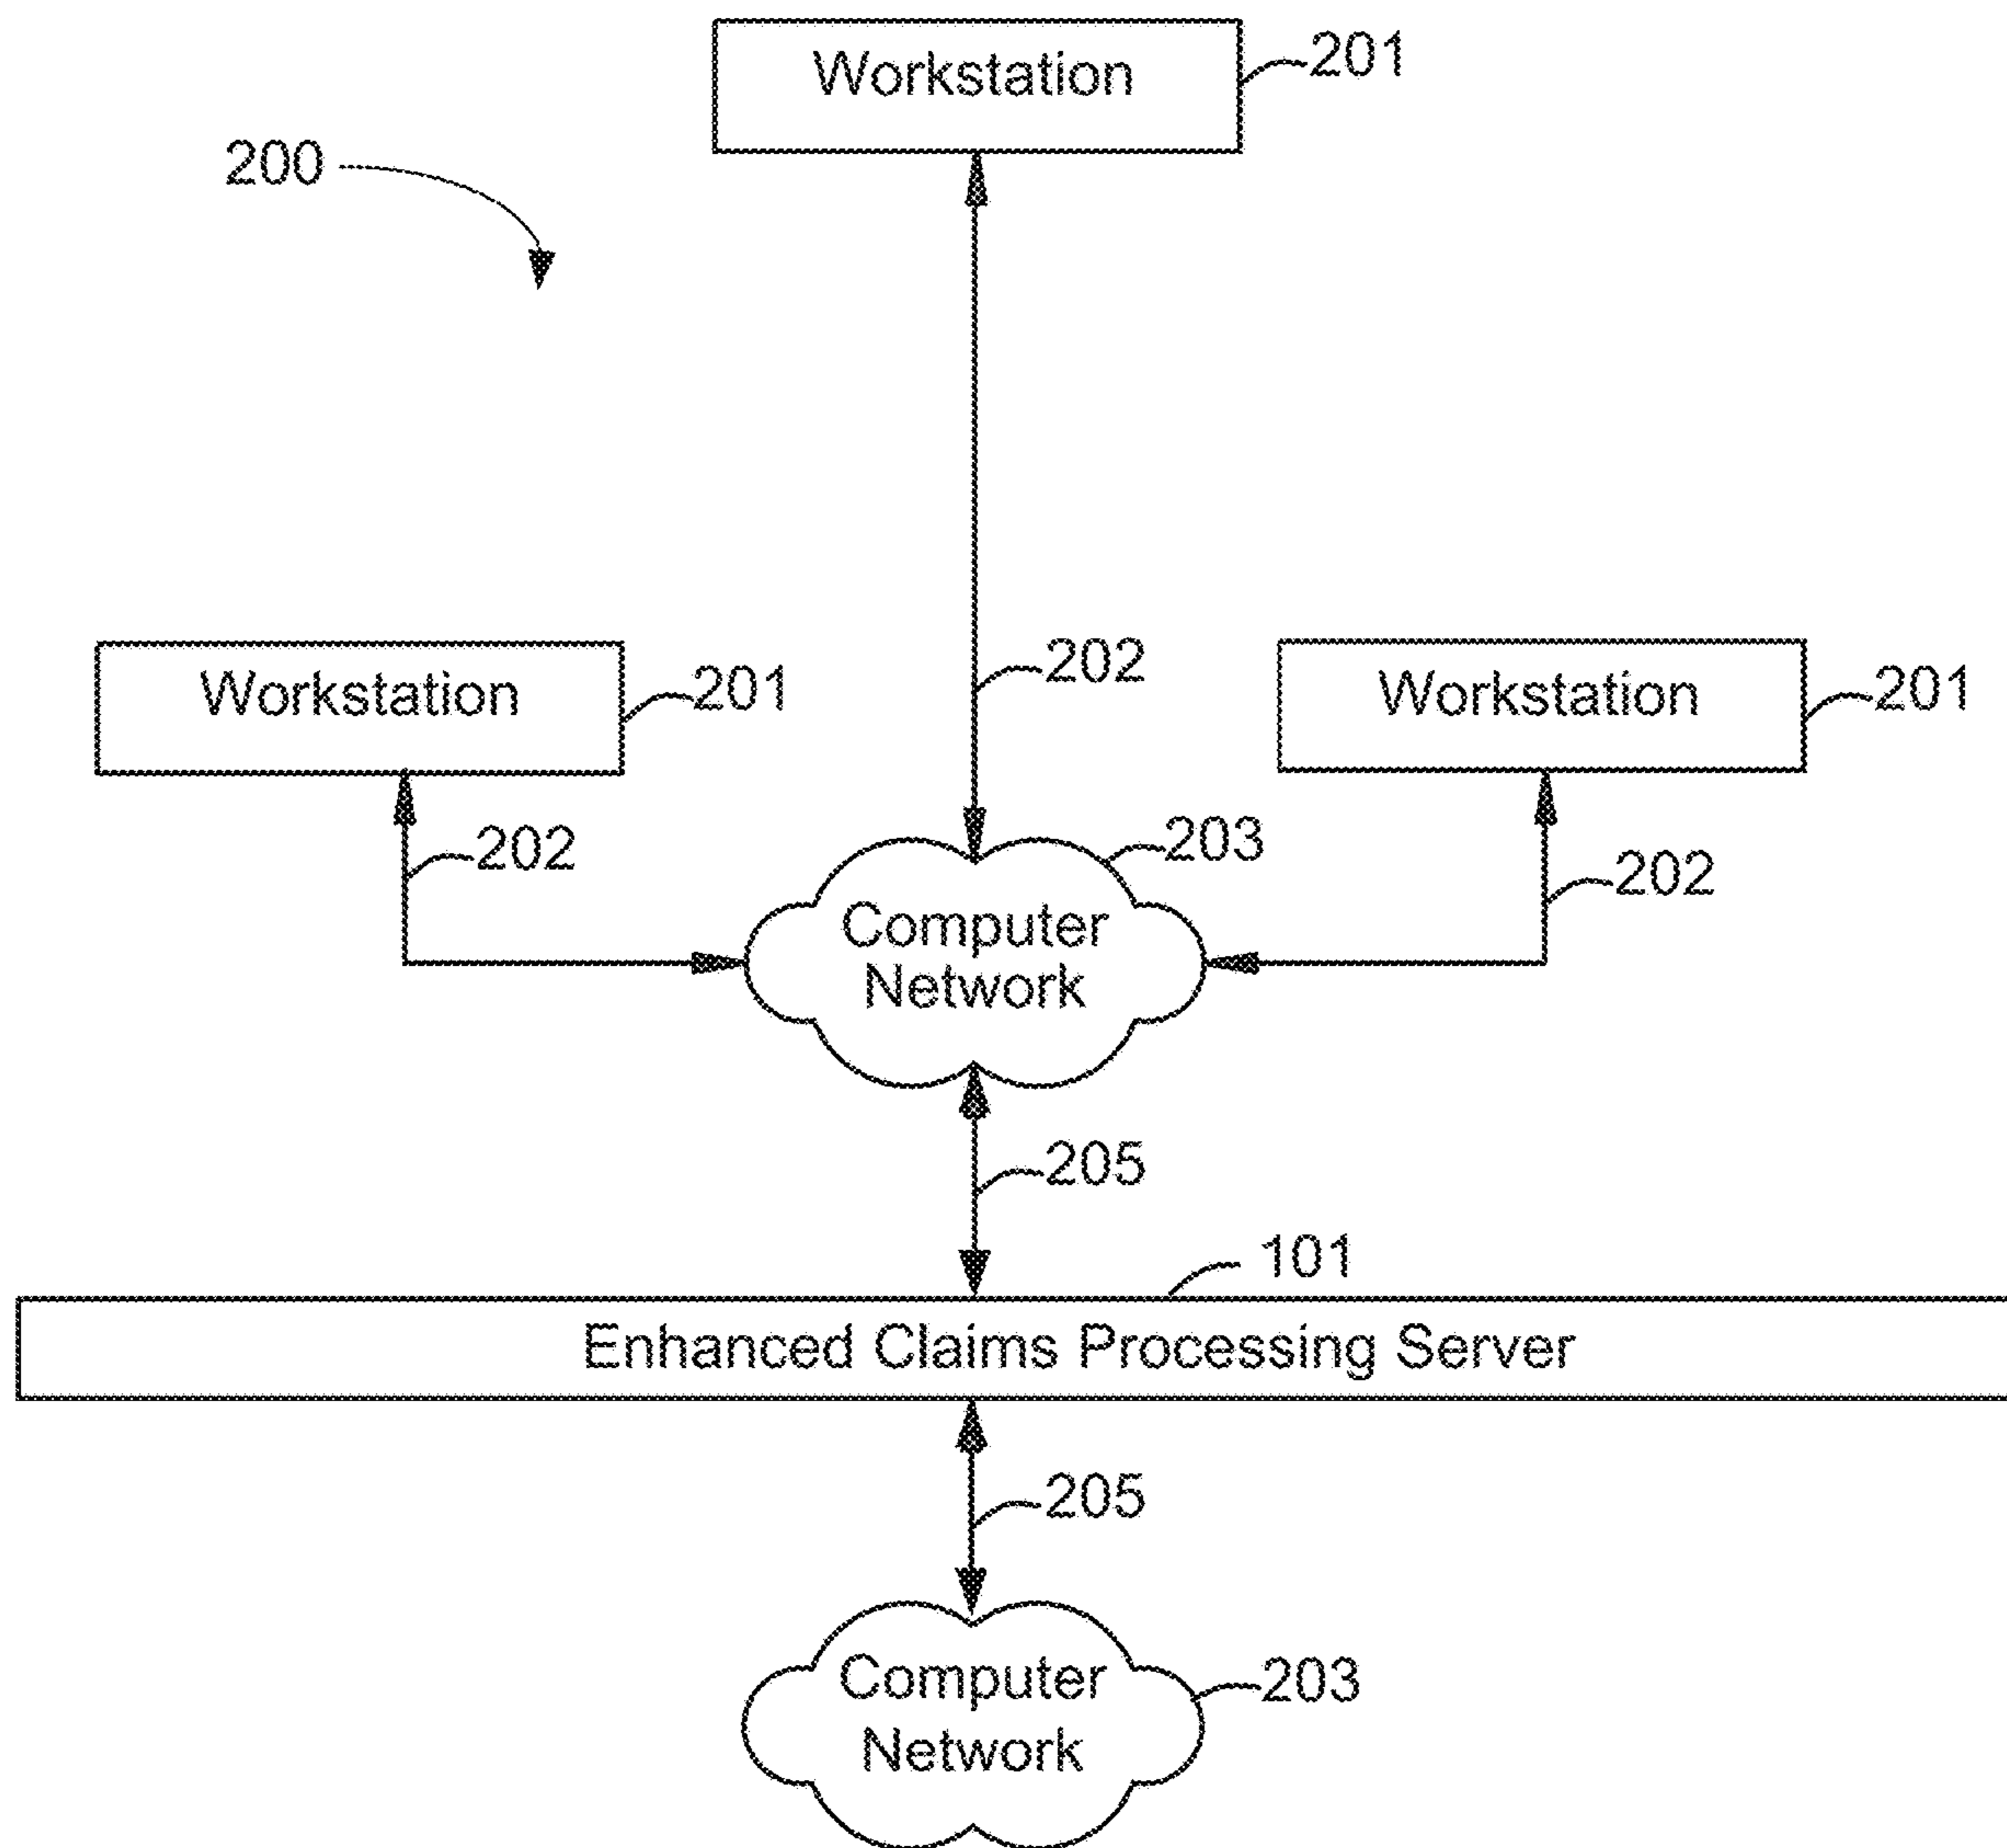 Workstation
201
200
202
Workstation
201
Workstation
201
202
203
202
Computer
Network
205
101
Enhanced Claims Processing Server
205
Computer
Network
203